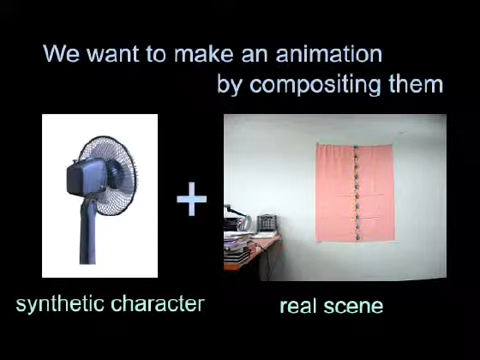 We want to make an animation
by compositing them
+
synthetic character
real scene